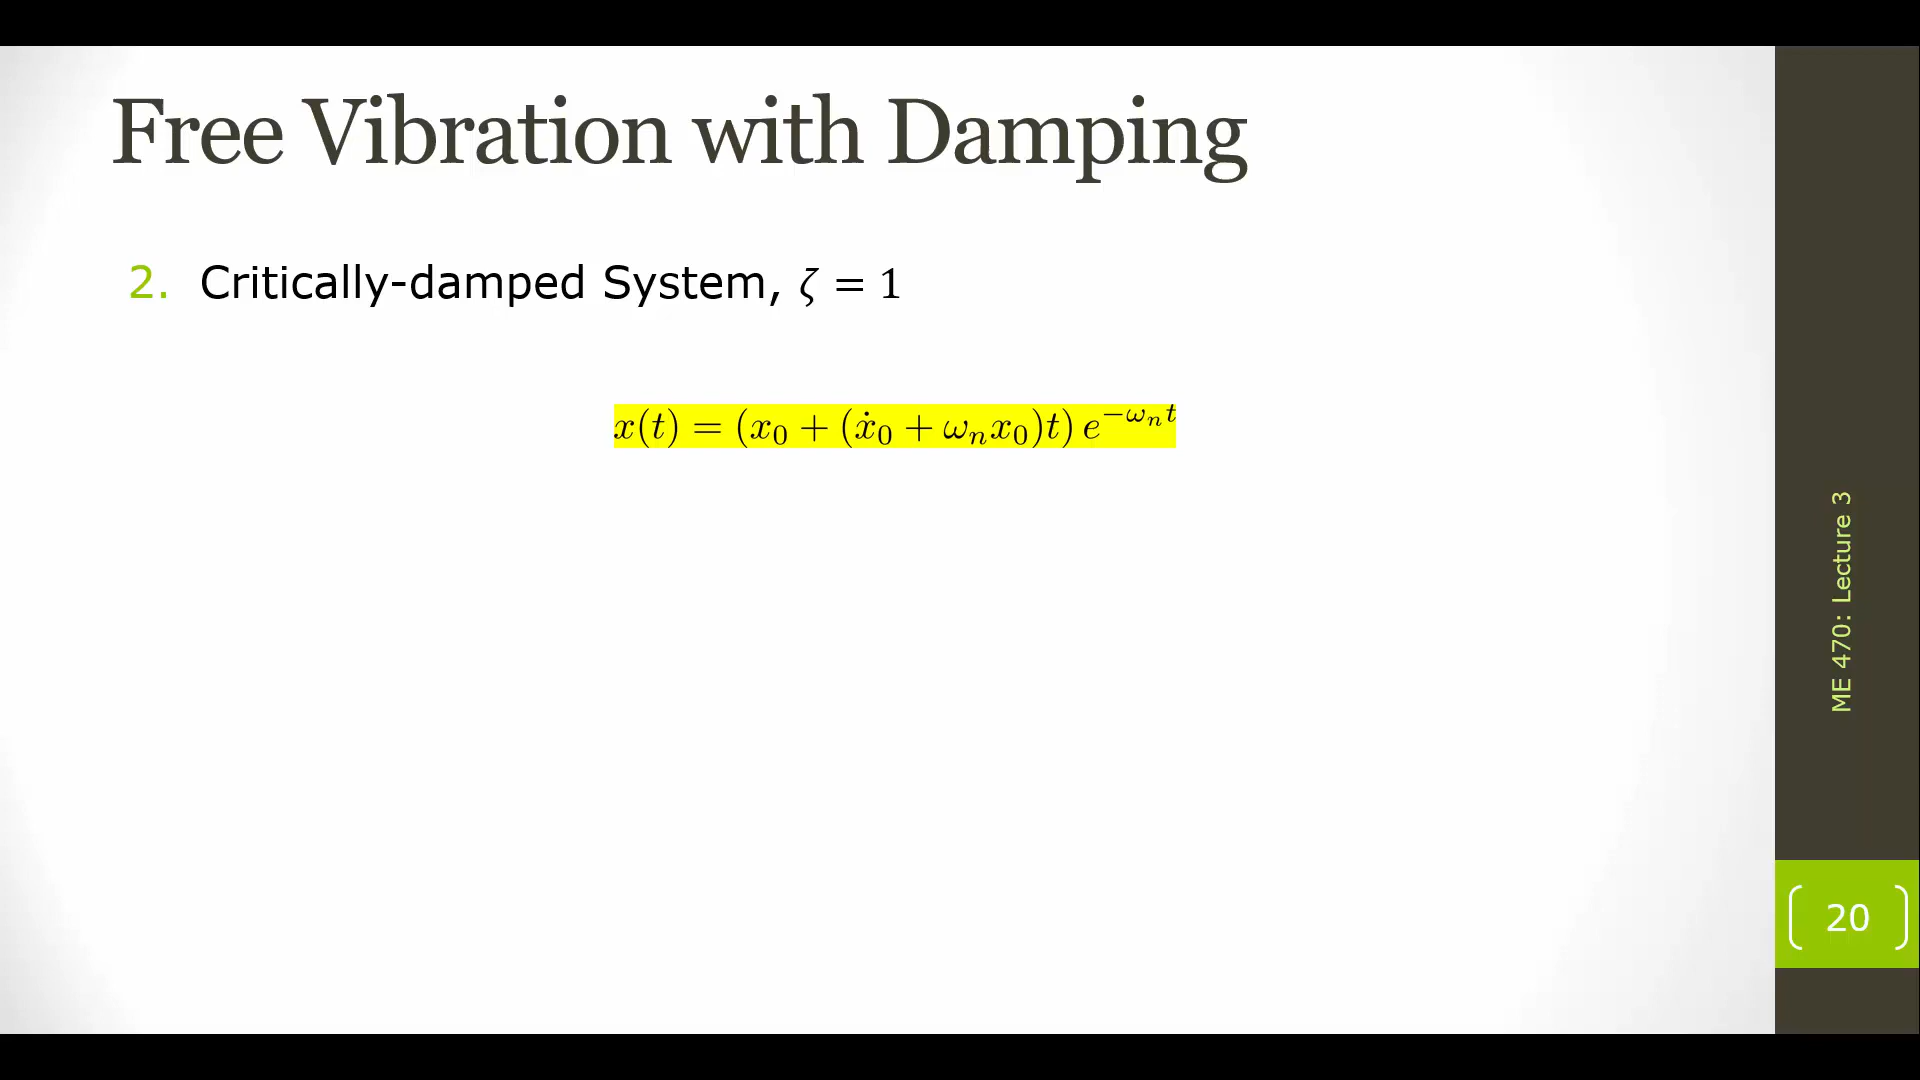 Free Vibration with Damping
2. Critically-damped System, ζ = 1
x(t) = (x₀ + (ẋ₀ + ωₙx₀)t) e^{−ωₙt}
ME 470: Lecture 3
20